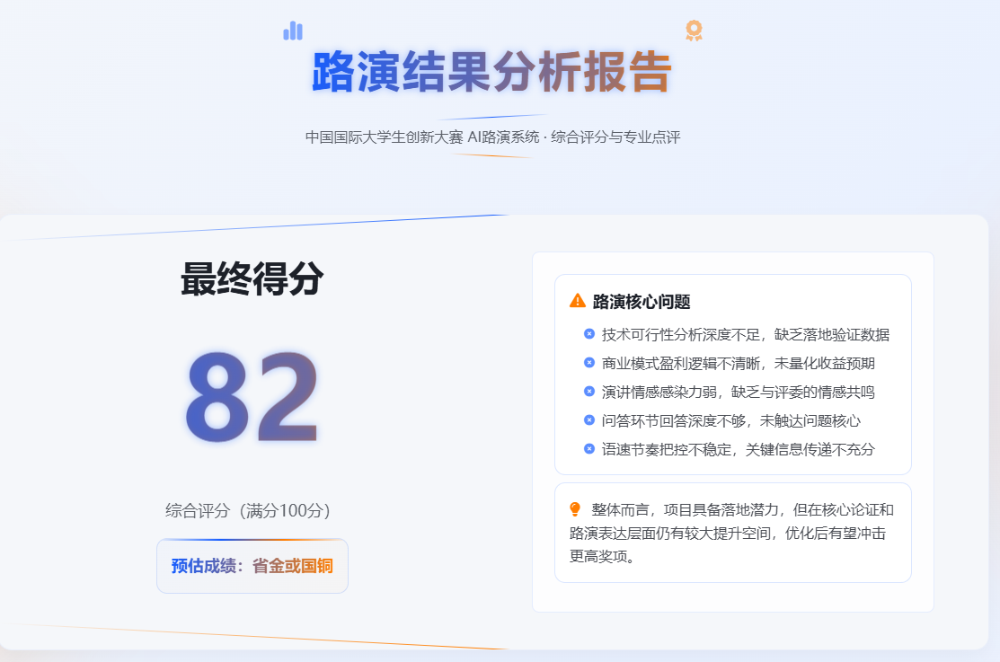 路演结果分析报告
中国国际大学生创新大赛 AI路演系统 · 综合评分与专业点评
最终得分
82
综合评分（满分100分）
预估成绩：省金或国铜
路演核心问题
技术可行性分析深度不足，缺乏落地验证数据
商业模式盈利逻辑不清晰，未量化收益预期
演讲情感感染力弱，缺乏与评委的情感共鸣
问答环节回答深度不够，未触达问题核心
语速节奏把控不稳定，关键信息传递不充分
整体而言，项目具备落地潜力，但在核心论证和
路演表达层面仍有较大提升空间，优化后有望冲击
更高奖项。